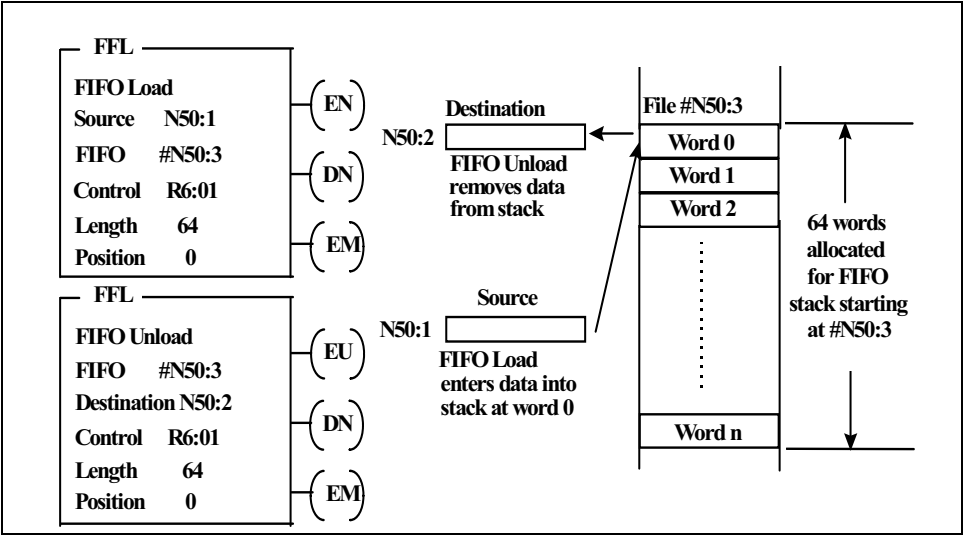 FFL
FIFO Load
Source N50:1
FIFO #N50:3
Control R6:01
Length 64
Position 0
EN
DN
EM
FFL
FIFO Unload
FIFO #N50:3
Destination N50:2
Control R6:01
Length 64
Position 0
EU
DN
EM
Destination
N50:2
FIFO Unload
removes data
from stack
Source
N50:1
FIFO Load
enters data into
stack at word 0
File #N50:3
Word 0
Word 1
Word 2
Word n
64 words
allocated
for FIFO
stack starting
at #N50:3